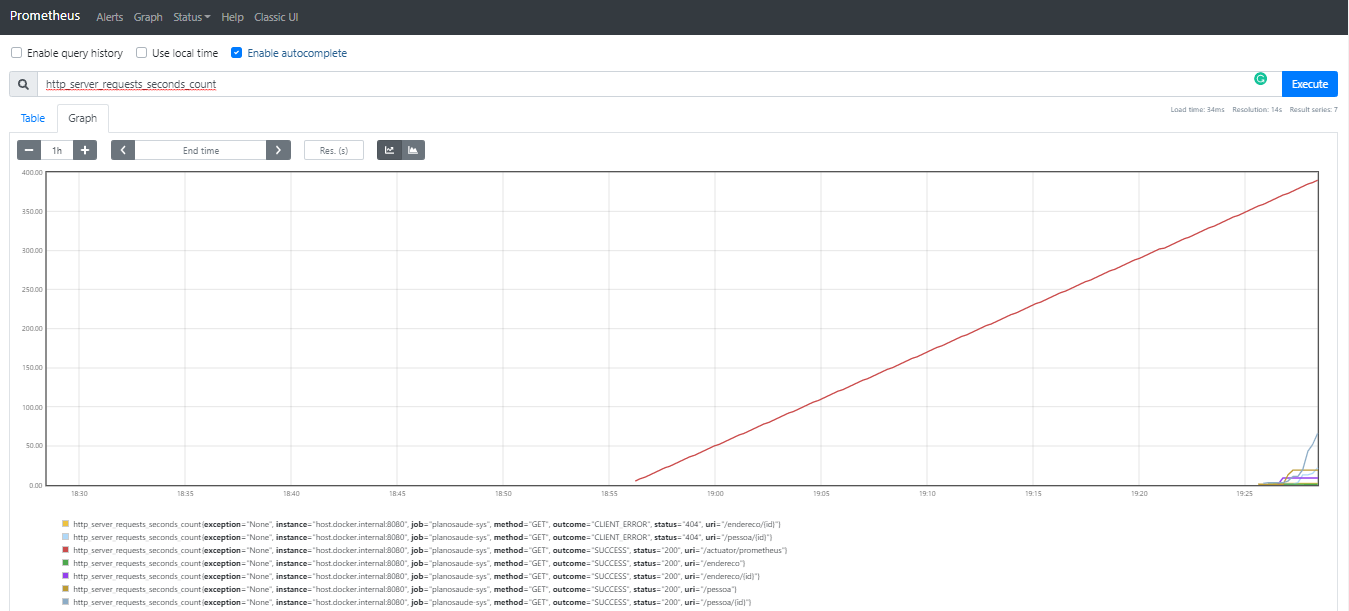 Prometheus Alerts Graph Status Help Classic UI
Enable query history Use local time Enable autocomplete
http_server_requests_seconds_count Execute
Load time: 34ms Resolution: 14s Result series: 7
Table Graph
1h End time Res. (s)
400.00
350.00
300.00
250.00
200.00
150.00
100.00
50.00
0.00
18:30 18:35 18:40 18:45 18:50 18:55 19:00 19:05 19:10 19:15 19:20 19:25
http_server_requests_seconds_count{exception="None", instance="host.docker.internal:8080", job="planosaude-sys", method="GET", outcome="CLIENT_ERROR", status="404", uri="/endereco/{id}"}
http_server_requests_seconds_count{exception="None", instance="host.docker.internal:8080", job="planosaude-sys", method="GET", outcome="CLIENT_ERROR", status="404", uri="/pessoa/{id}"}
http_server_requests_seconds_count{exception="None", instance="host.docker.internal:8080", job="planosaude-sys", method="GET", outcome="SUCCESS", status="200", uri="/actuator/prometheus"}
http_server_requests_seconds_count{exception="None", instance="host.docker.internal:8080", job="planosaude-sys", method="GET", outcome="SUCCESS", status="200", uri="/endereco"}
http_server_requests_seconds_count{exception="None", instance="host.docker.internal:8080", job="planosaude-sys", method="GET", outcome="SUCCESS", status="200", uri="/endereco/{id}"}
http_server_requests_seconds_count{exception="None", instance="host.docker.internal:8080", job="planosaude-sys", method="GET", outcome="SUCCESS", status="200", uri="/pessoa"}
http_server_requests_seconds_count{exception="None", instance="host.docker.internal:8080", job="planosaude-sys", method="GET", outcome="SUCCESS", status="200", uri="/pessoa/{id}"}